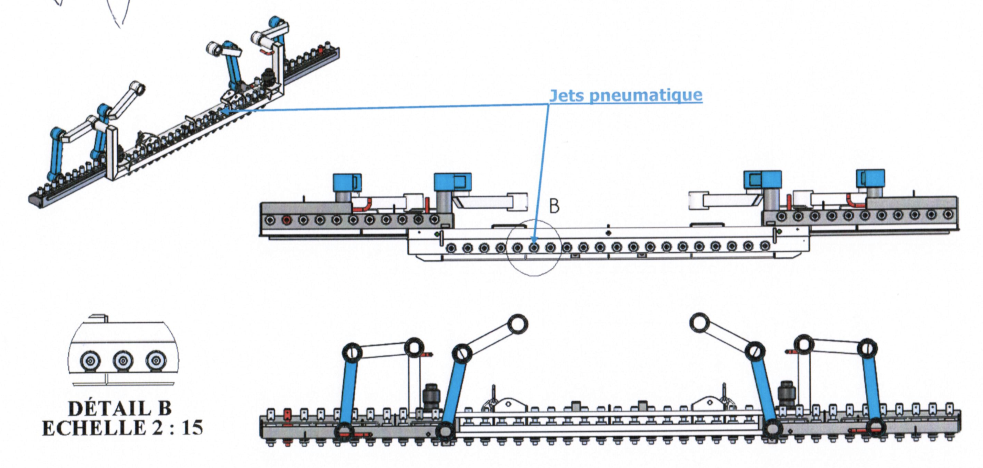 Jets pneumatique
B
DÉTAIL B
ECHELLE 2 : 15